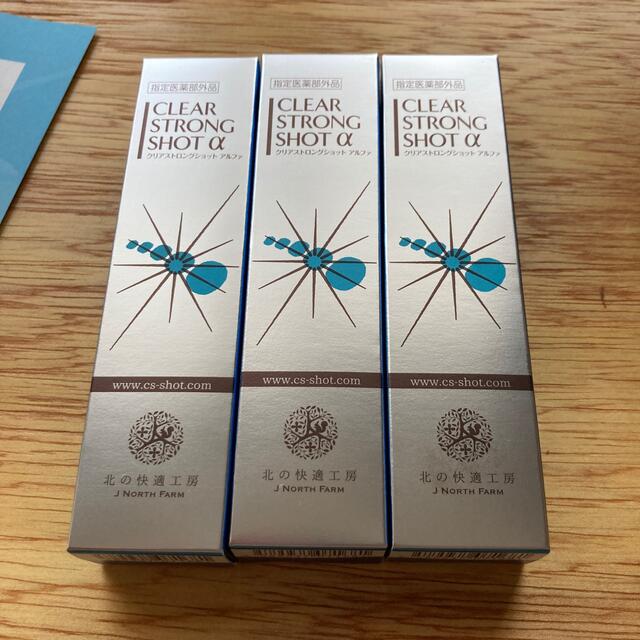 指定医薬部外品
CLEAR
STRONG
SHOT α
クリアストロングショット アルファ
www.cs-shot.com
北の快適工房
J NORTH FARM
指定医薬部外品
CLEAR
STRONG
SHOT α
クリアストロングショット アルファ
www.cs-shot.com
北の快適工房
J NORTH FARM
指定医薬部外品
CLEAR
STRONG
SHOT α
クリアストロングショット アルファ
www.cs-shot.com
北の快適工房
J NORTH FARM